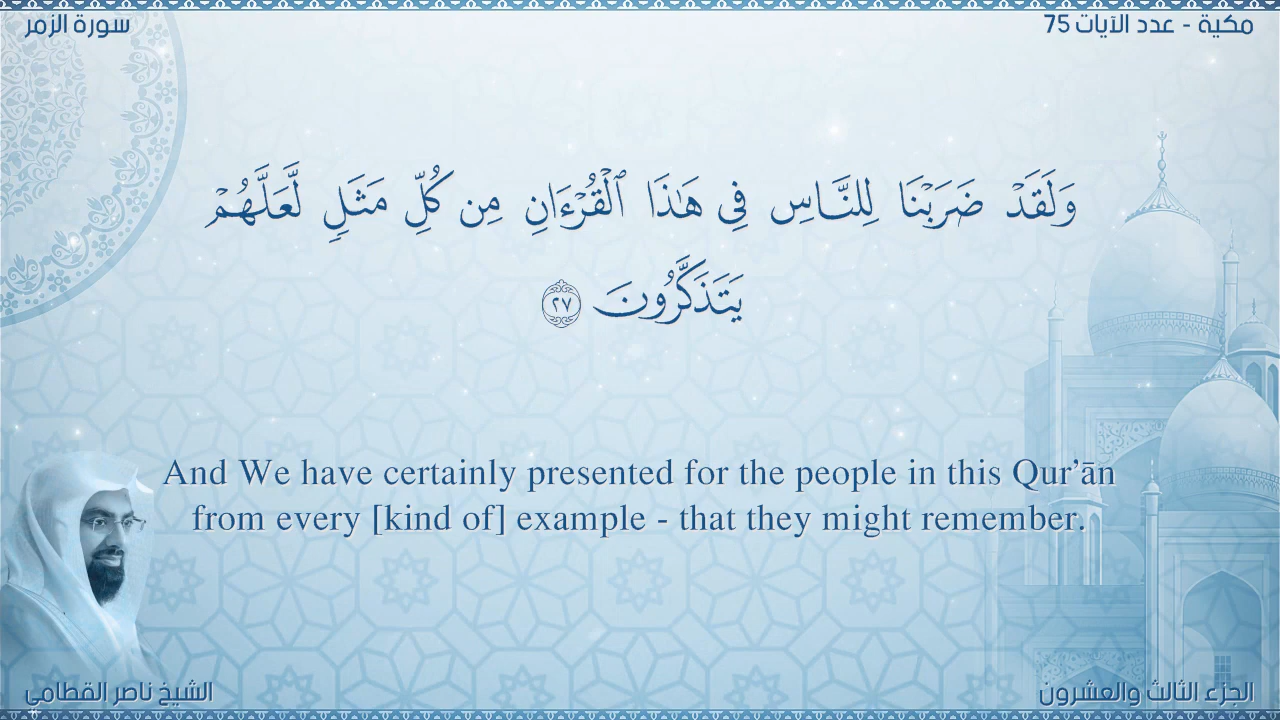 سورة الزمر
مكية - عدد الآيات 75
وَلَقَدْ ضَرَبْنَا لِلنَّاسِ فِى هَـٰذَا ٱلْقُرْءَانِ مِن كُلِّ مَثَلٍ لَّعَلَّهُمْ
يَتَذَكَّرُونَ ٢٧
And We have certainly presented for the people in this Qur’ān
from every [kind of] example - that they might remember.
الشيخ ناصر القطامي
الجزء الثالث والعشرون